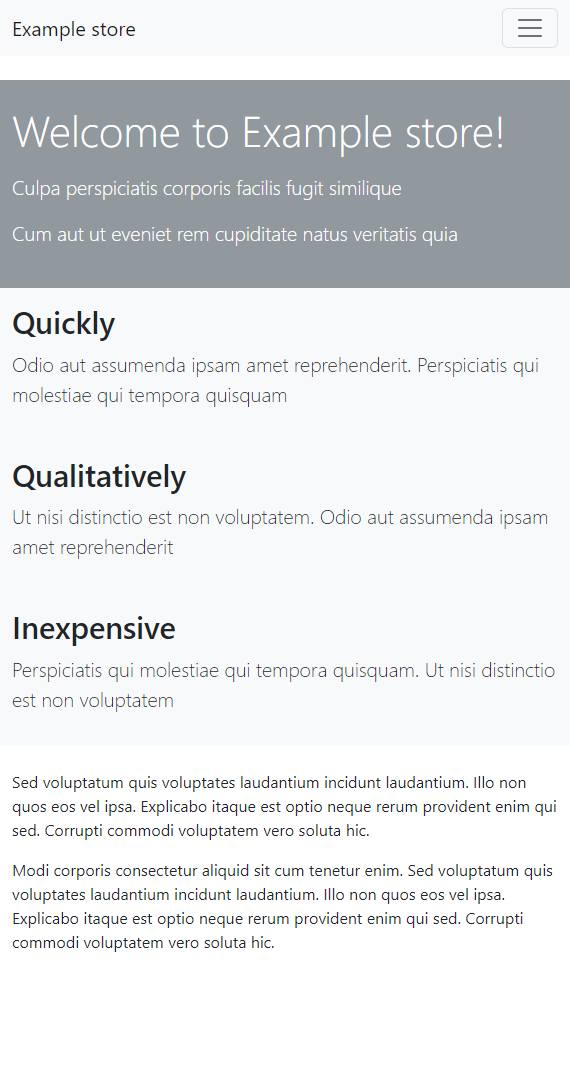 Example store
Welcome to Example store!
Culpa perspiciatis corporis facilis fugit similique
Cum aut ut eveniet rem cupiditate natus veritatis quia
Quickly
Odio aut assumenda ipsam amet reprehenderit. Perspiciatis qui
molestiae qui tempora quisquam
Qualitatively
Ut nisi distinctio est non voluptatem. Odio aut assumenda ipsam
amet reprehenderit
Inexpensive
Perspiciatis qui molestiae qui tempora quisquam. Ut nisi distinctio
est non voluptatem
Sed voluptatum quis voluptates laudantium incidunt laudantium. Illo non
quos eos vel ipsa. Explicabo itaque est optio neque rerum provident enim qui
sed. Corrupti commodi voluptatem vero soluta hic.
Modi corporis consectetur aliquid sit cum tenetur enim. Sed voluptatum quis
voluptates laudantium incidunt laudantium. Illo non quos eos vel ipsa.
Explicabo itaque est optio neque rerum provident enim qui sed. Corrupti
commodi voluptatem vero soluta hic.